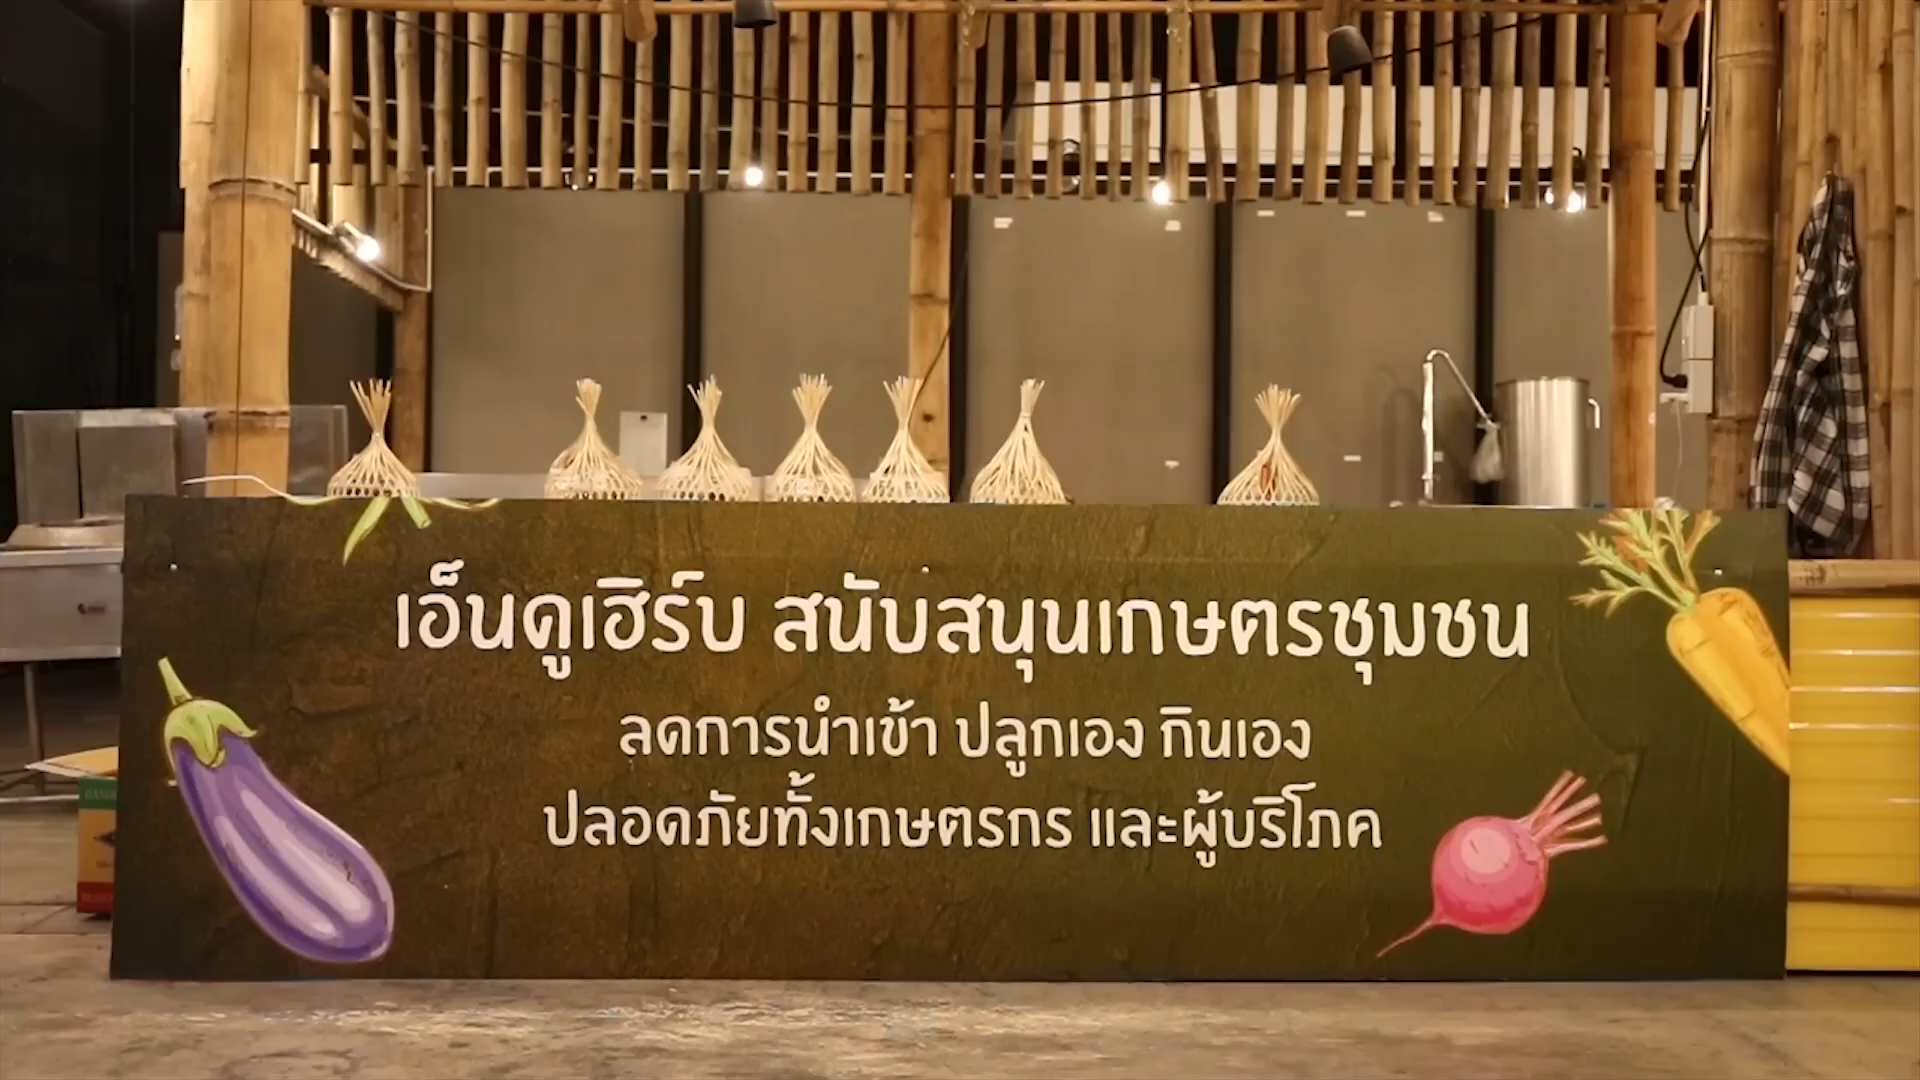 เอ็นดูเฮิร์บ สนับสนุนเกษตรชุมชน
ลดการนำเข้า ปลูกเอง กินเอง
ปลอดภัยทั้งเกษตรกร และผู้บริโภค